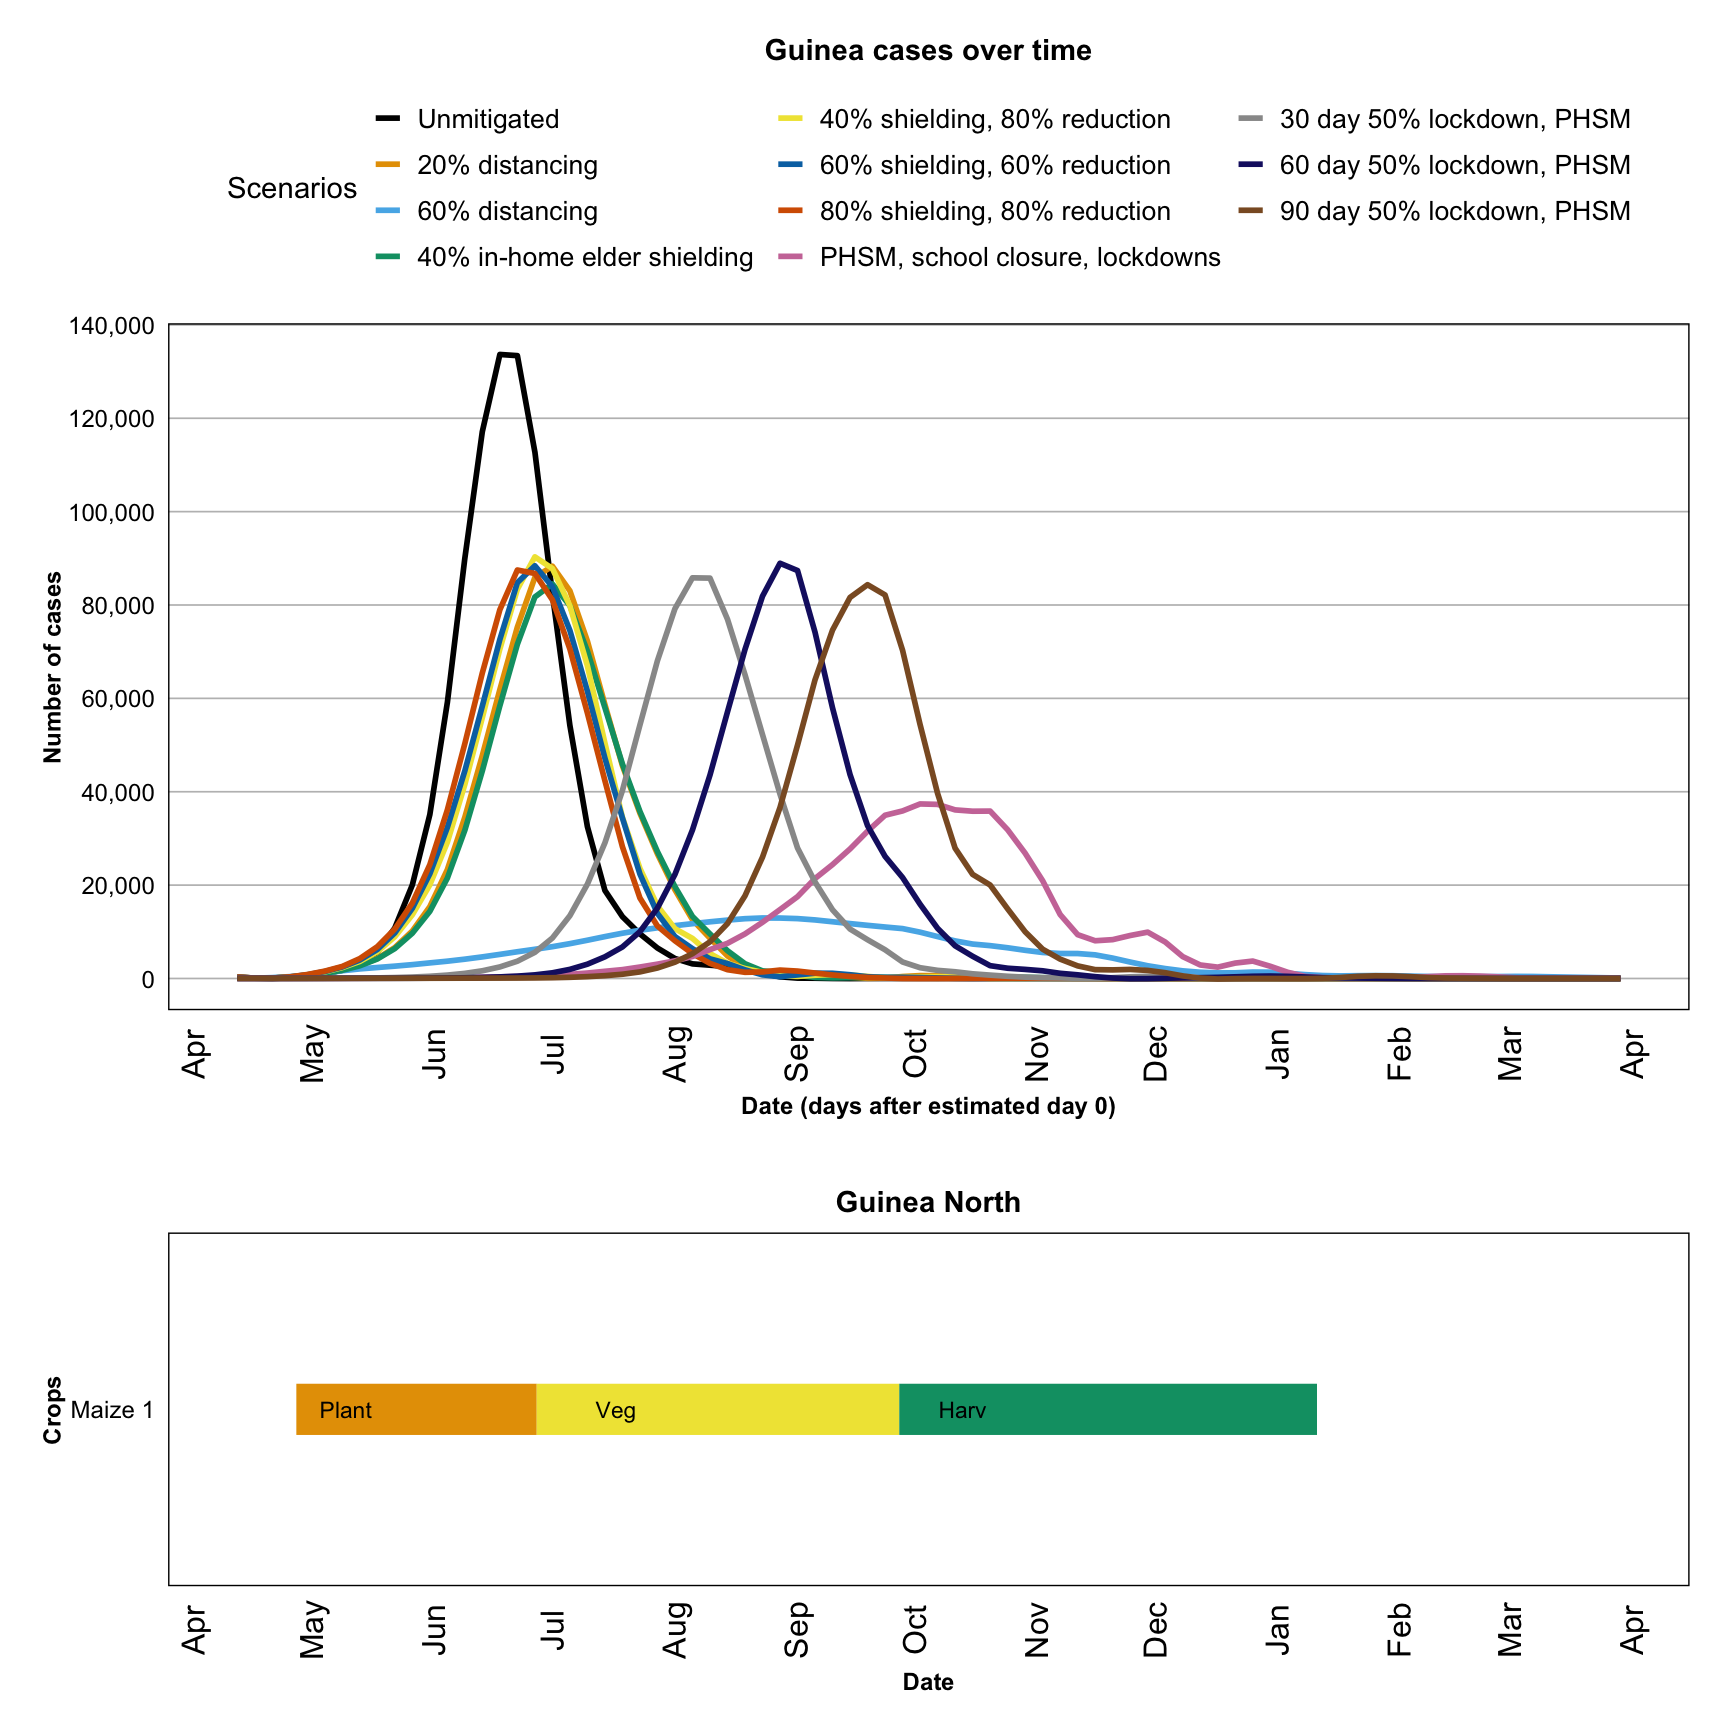 Guinea cases over time
Scenarios
Unmitigated
20% distancing
60% distancing
40% in-home elder shielding
40% shielding, 80% reduction
60% shielding, 60% reduction
80% shielding, 80% reduction
PHSM, school closure, lockdowns
30 day 50% lockdown, PHSM
60 day 50% lockdown, PHSM
90 day 50% lockdown, PHSM
Number of cases
140,000
120,000
100,000
80,000
60,000
40,000
20,000
0
Apr May Jun Jul Aug Sep Oct Nov Dec Jan Feb Mar Apr
Date (days after estimated day 0)
Guinea North
Crops
Maize 1
Plant Veg Harv
Apr May Jun Jul Aug Sep Oct Nov Dec Jan Feb Mar Apr
Date